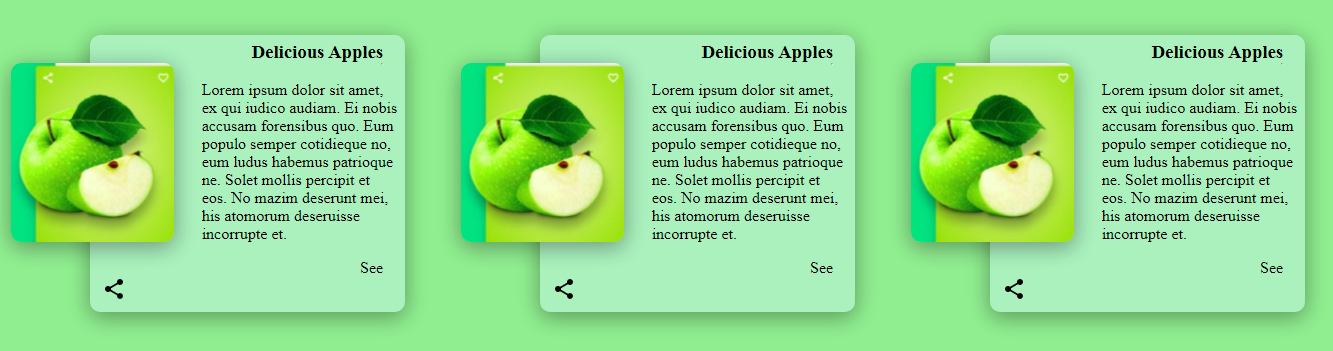 Delicious Apples
Lorem ipsum dolor sit amet,
ex qui iudico audiam. Ei nobis
accusam forensibus quo. Eum
populo semper cotidieque no,
eum ludus habemus patrioque
ne. Solet mollis percipit et
eos. No mazim deserunt mei,
his atomorum deseruisse
incorrupte et.
See
Delicious Apples
Lorem ipsum dolor sit amet,
ex qui iudico audiam. Ei nobis
accusam forensibus quo. Eum
populo semper cotidieque no,
eum ludus habemus patrioque
ne. Solet mollis percipit et
eos. No mazim deserunt mei,
his atomorum deseruisse
incorrupte et.
See
Delicious Apples
Lorem ipsum dolor sit amet,
ex qui iudico audiam. Ei nobis
accusam forensibus quo. Eum
populo semper cotidieque no,
eum ludus habemus patrioque
ne. Solet mollis percipit et
eos. No mazim deserunt mei,
his atomorum deseruisse
incorrupte et.
See